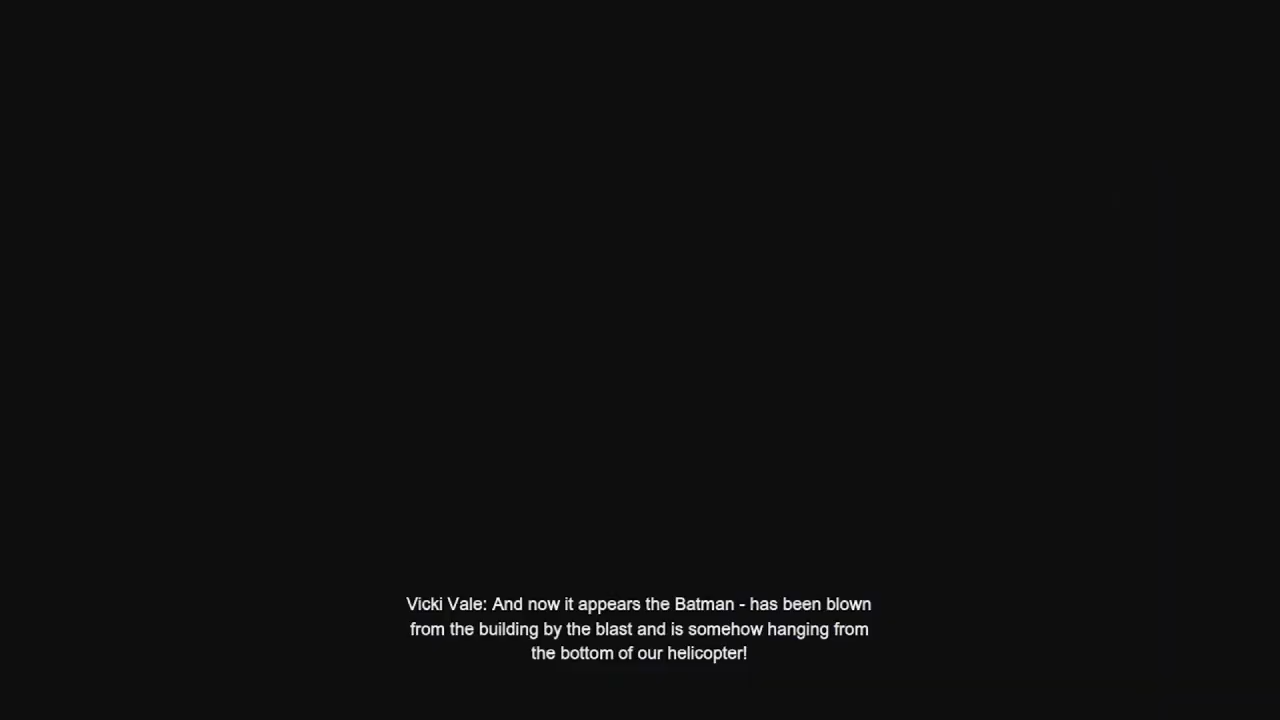 Vicki Vale: And now it appears the Batman - has been blown
from the building by the blast and is somehow hanging from
the bottom of our helicopter!